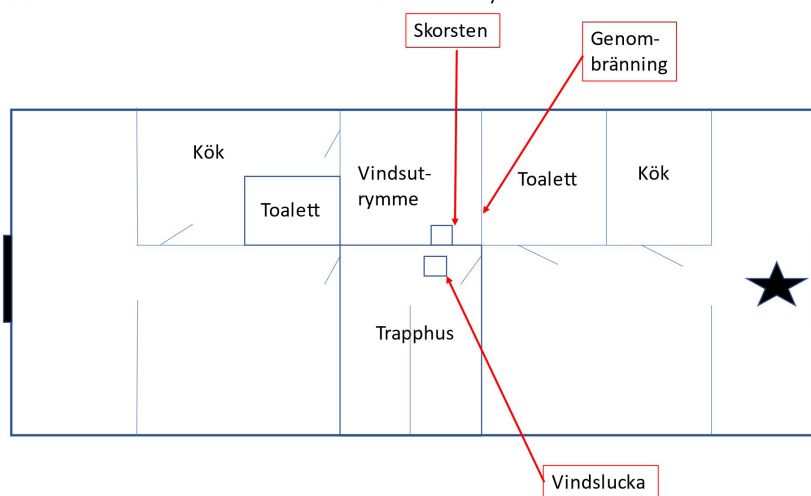 Skorsten
Genom-
bränning
Kök
Vindsut-
rymme
Toalett
Kök
Toalett
Trapphus
Vindslucka